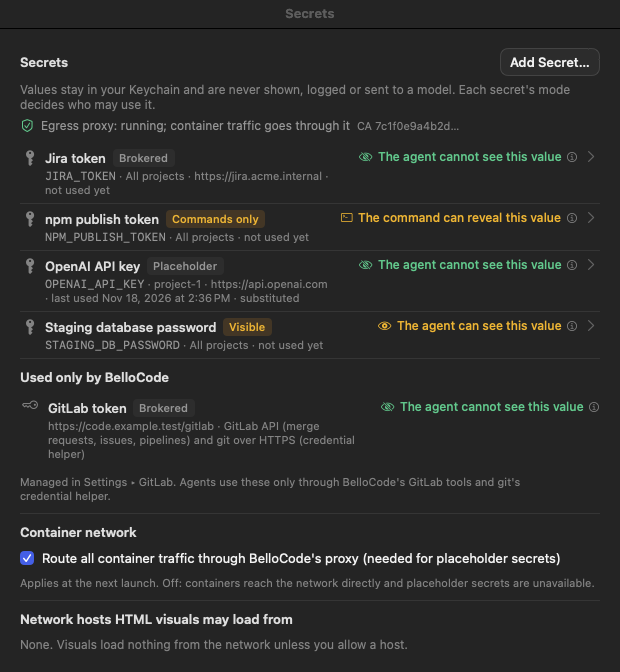 Secrets
Secrets
Add Secret...
Values stay in your Keychain and are never shown, logged or sent to a model. Each secret's mode
decides who may use it.
Egress proxy: running; container traffic goes through it CA 7c1f0e9a4b2d...
Jira token Brokered The agent cannot see this value
JIRA_TOKEN · All projects · https://jira.acme.internal ·
not used yet
npm publish token Commands only The command can reveal this value
NPM_PUBLISH_TOKEN · All projects · not used yet
OpenAI API key Placeholder The agent cannot see this value
OPENAI_API_KEY · project-1 · https://api.openai.com
· last used Nov 18, 2026 at 2:36 PM · substituted
Staging database password Visible The agent can see this value
STAGING_DB_PASSWORD · All projects · not used yet
Used only by BelloCode
GitLab token Brokered The agent cannot see this value
https://code.example.test/gitlab · GitLab API (merge
requests, issues, pipelines) and git over HTTPS (credential
helper)
Managed in Settings • GitLab. Agents use these only through BelloCode's GitLab tools and git's
credential helper.
Container network
Route all container traffic through BelloCode's proxy (needed for placeholder secrets)
Applies at the next launch. Off: containers reach the network directly and placeholder secrets are unavailable.
Network hosts HTML visuals may load from
None. Visuals load nothing from the network unless you allow a host.